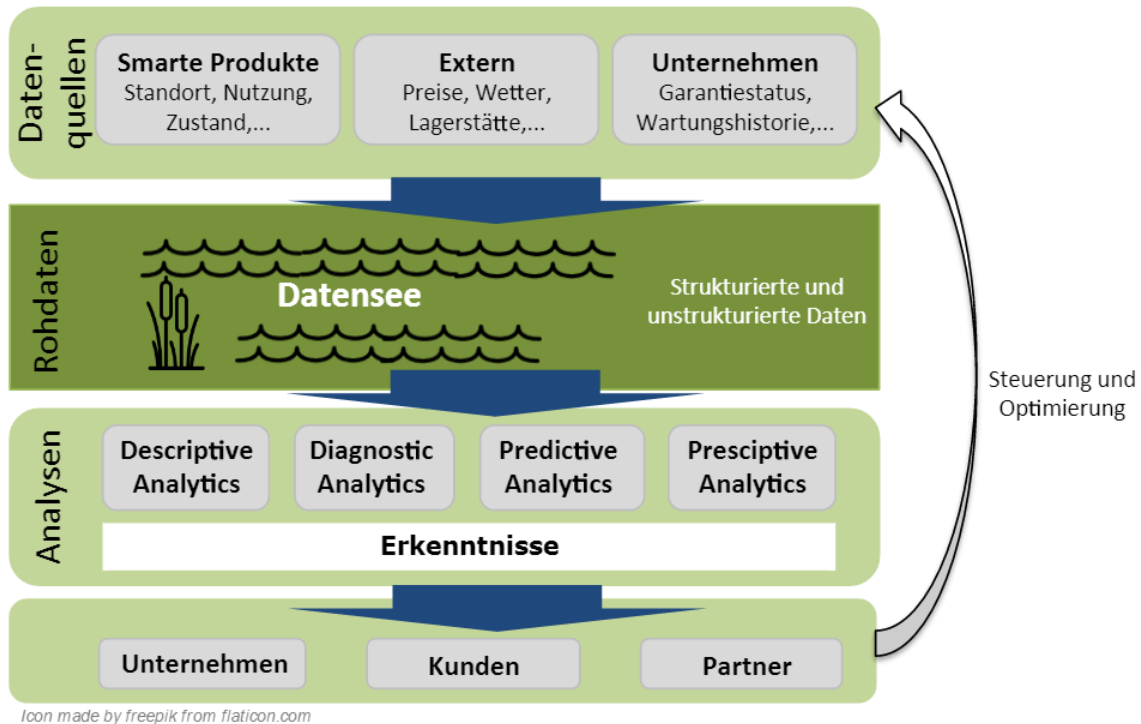 Daten-
quellen
Smarte Produkte
Standort, Nutzung,
Zustand,...
Extern
Preise, Wetter,
Lagerstätte,...
Unternehmen
Garantiestatus,
Wartungshistorie,...
Rohdaten
Datensee
Strukturierte und
unstrukturierte Daten
Steuerung und
Optimierung
Analysen
Descriptive
Analytics
Diagnostic
Analytics
Predictive
Analytics
Presciptive
Analytics
Erkenntnisse
Unternehmen
Kunden
Partner
Icon made by freepik from flaticon.com